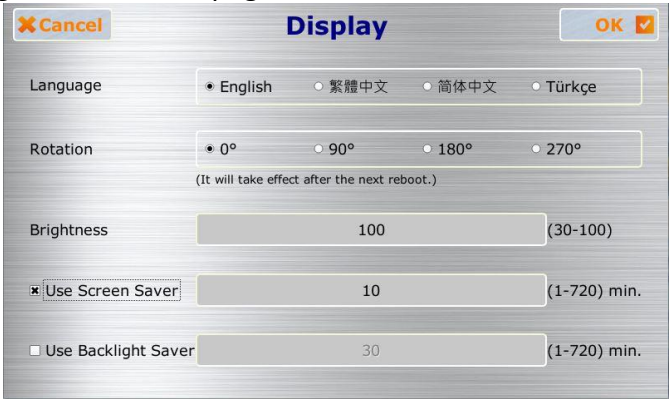 Cancel Display OK
Language English 繁體中文 简体中文 Türkçe
Rotation 0° 90° 180° 270°
(It will take effect after the next reboot.)
Brightness 100 (30-100)
Use Screen Saver 10 (1-720) min.
Use Backlight Saver 30 (1-720) min.